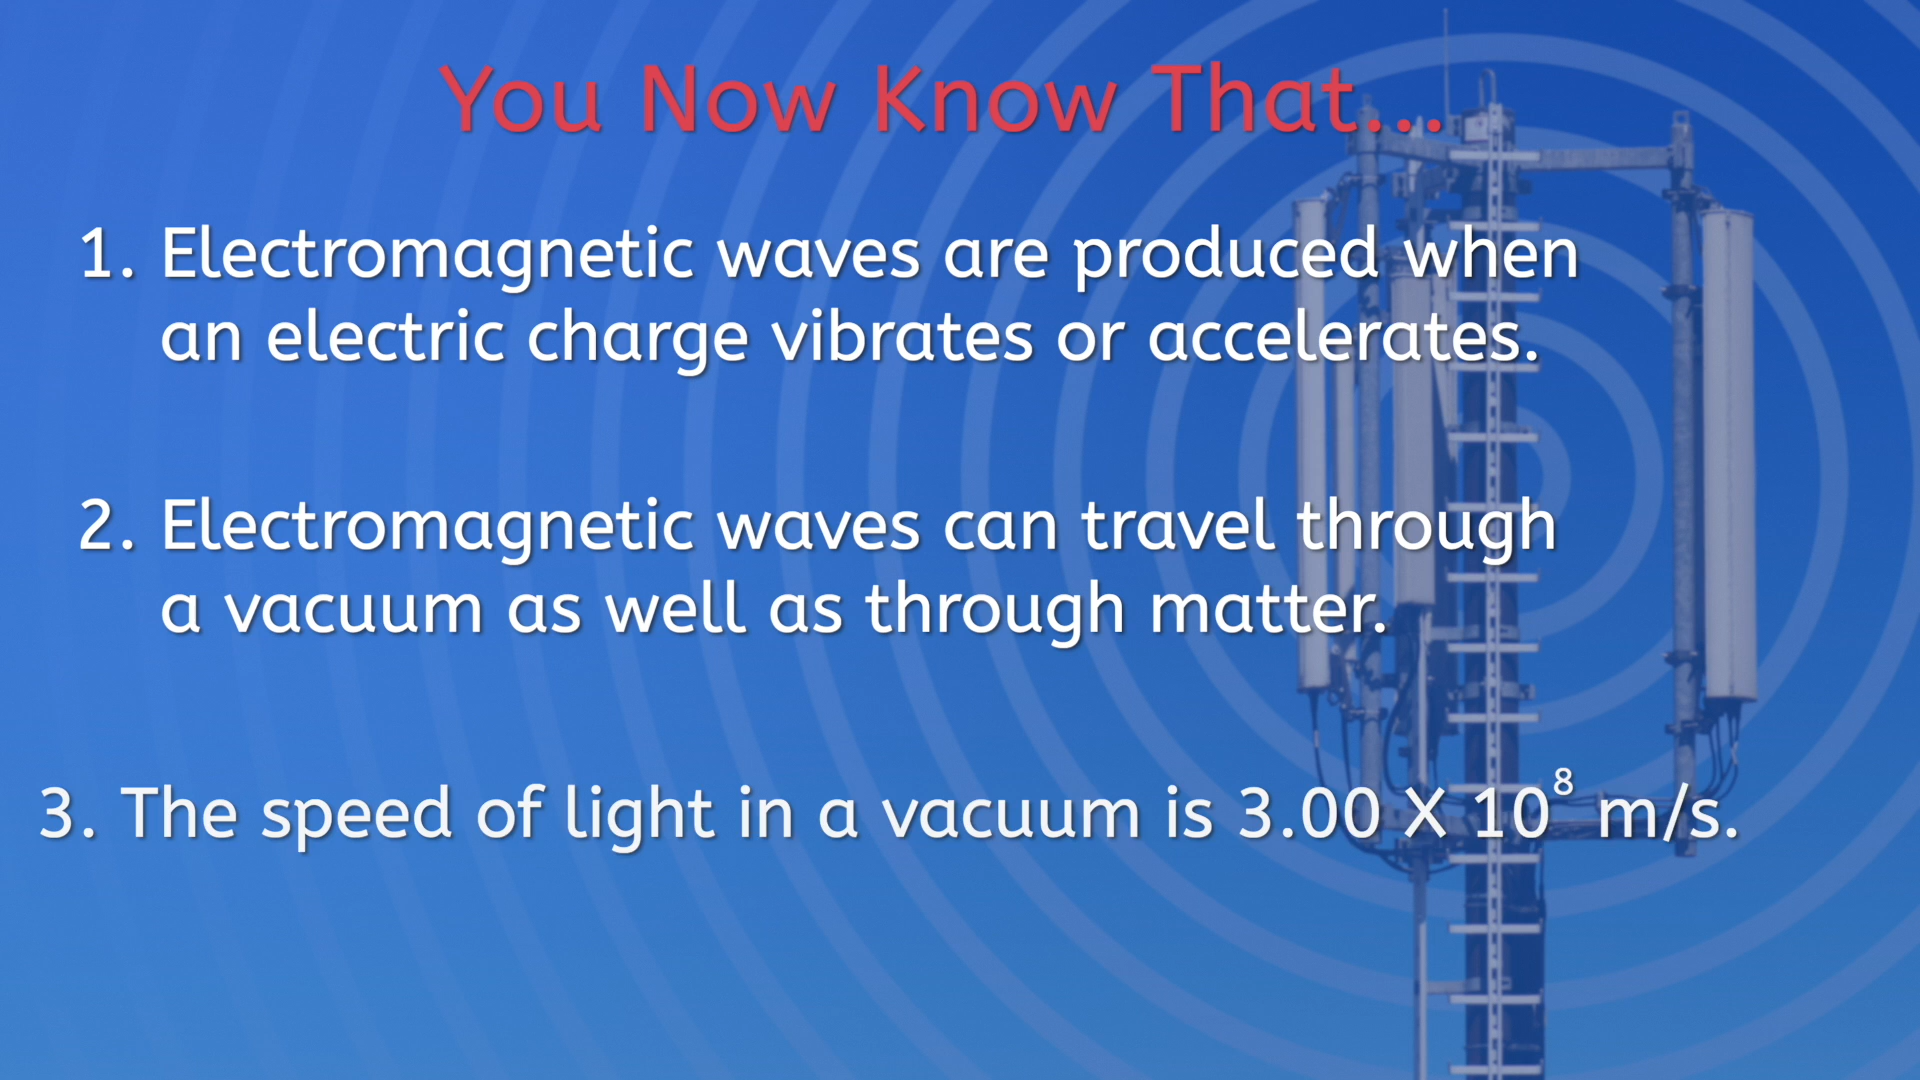 You Now Know That...
1. Electromagnetic waves are produced when
an electric charge vibrates or accelerates.
2. Electromagnetic waves can travel through
a vacuum as well as through matter.
3. The speed of light in a vacuum is 3.00 X 10⁸ m/s.